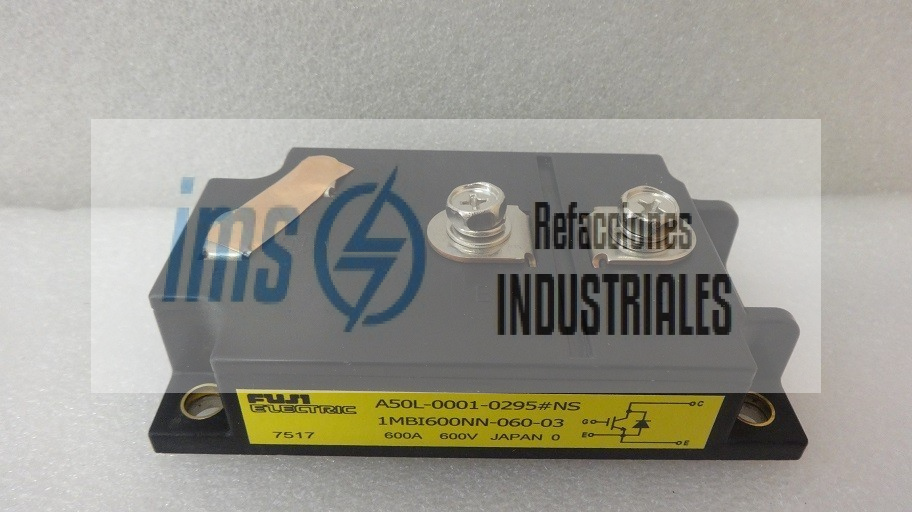 ims
Refacciones
INDUSTRIALES
FUJI
ELECTRIC
A50L-0001-0295#NS
1MBI600NN-060-03
7517
600A 600V JAPAN 0
C
G
E
E